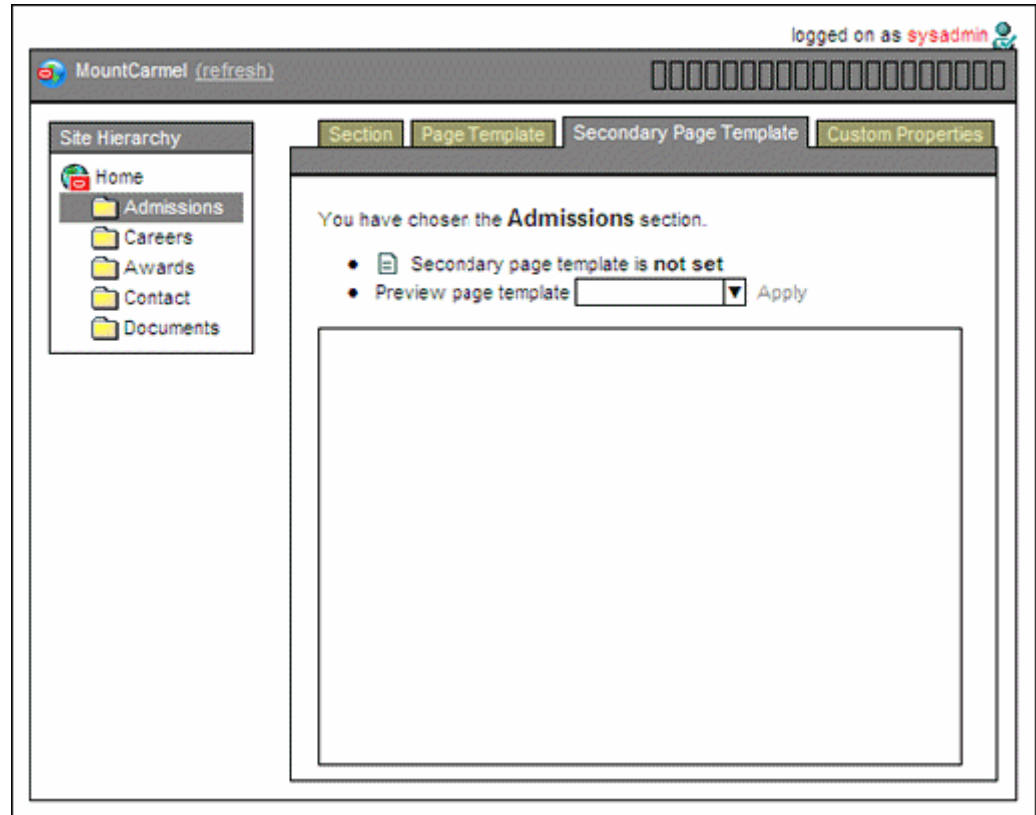 logged on as sysadmin
MountCarmel (refresh)
Site Hierarchy
Home
Admissions
Careers
Awards
Contact
Documents
Section Page Template Secondary Page Template Custom Properties
You have chosen the Admissions section.
Secondary page template is not set
Preview page template Apply